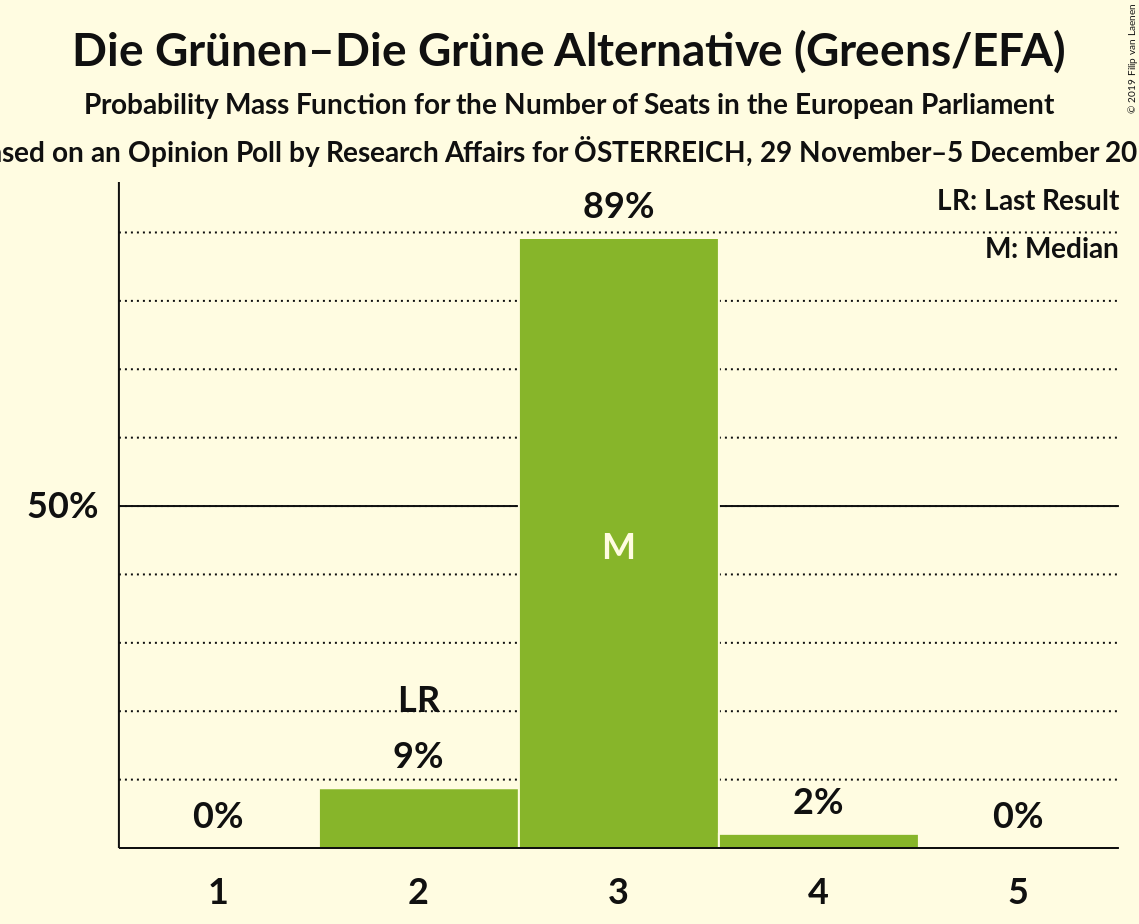 Die Grünen–Die Grüne Alternative (Greens/EFA)
Probability Mass Function for the Number of Seats in the European Parliament
on an Opinion Poll by Research Affairs for ÖSTERREICH, 29 November–5 December
© 2019 Filip van Laenen
LR: Last Result
M: Median
89%
50%
M
LR
9%
0%
2%
0%
1 2 3 4 5